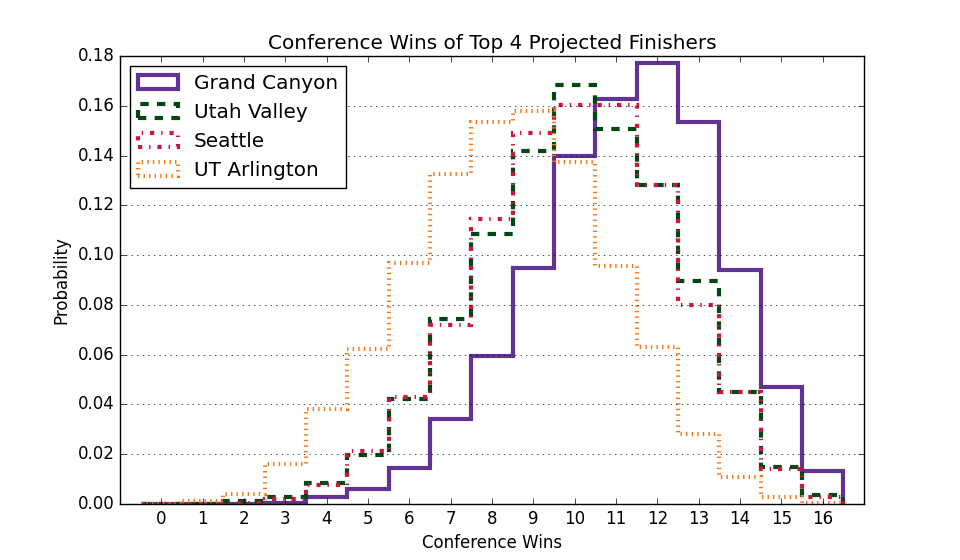 Conference Wins of Top 4 Projected Finishers
0.18
0.16
0.14
0.12
0.10
0.08
0.06
0.04
0.02
0.00
Probability
Grand Canyon
Utah Valley
Seattle
UT Arlington
0 1 2 3 4 5 6 7 8 9 10 11 12 13 14 15 16
Conference Wins